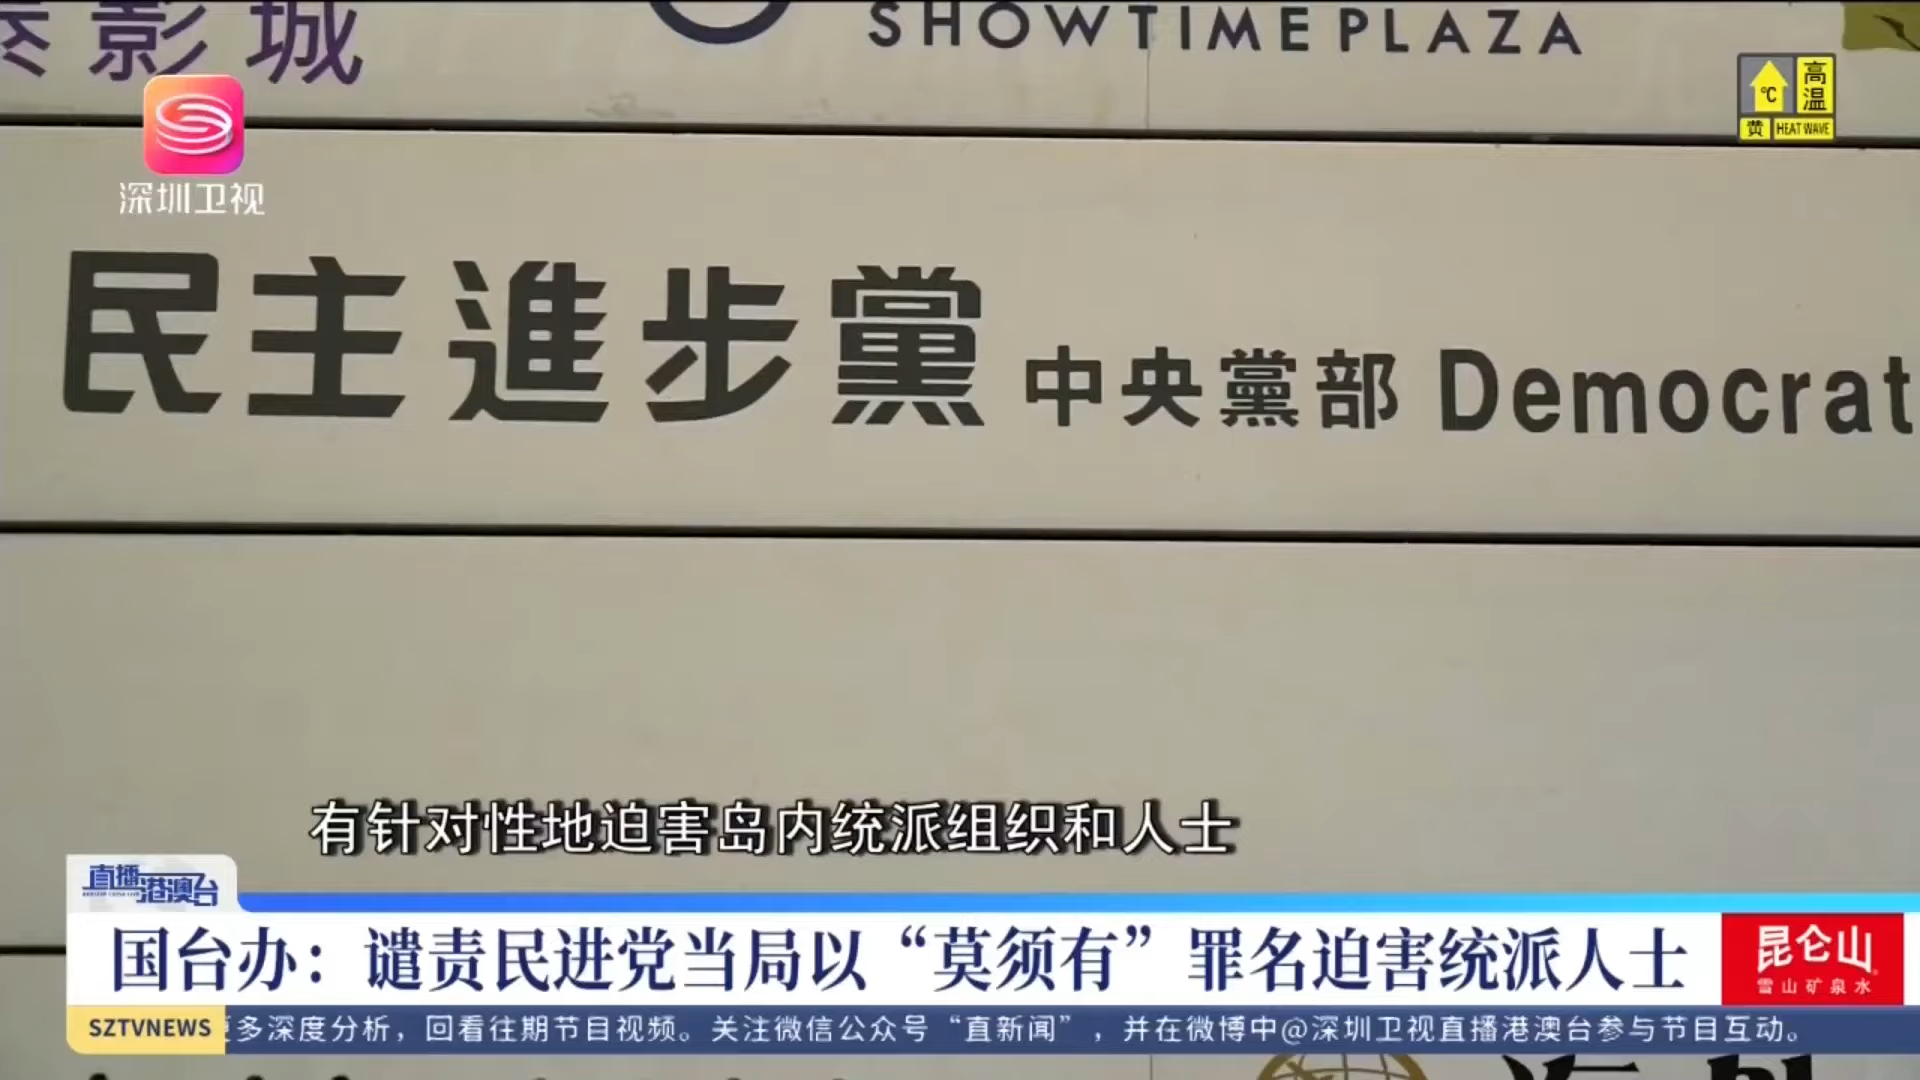 影城
SHOWTIME PLAZA
℃
高温
黄
HEAT WAVE
深圳卫视
民主進步黨 中央黨部 Democrat
有针对性地迫害岛内统派组织和人士
直播港澳台
国台办：谴责民进党当局以“莫须有”罪名迫害统派人士
昆仑山
雪山矿泉水
SZTVNEWS
多深度分析，回看往期节目视频。关注微信公众号“直新闻”，并在微博中@深圳卫视直播港澳台参与节目互动。